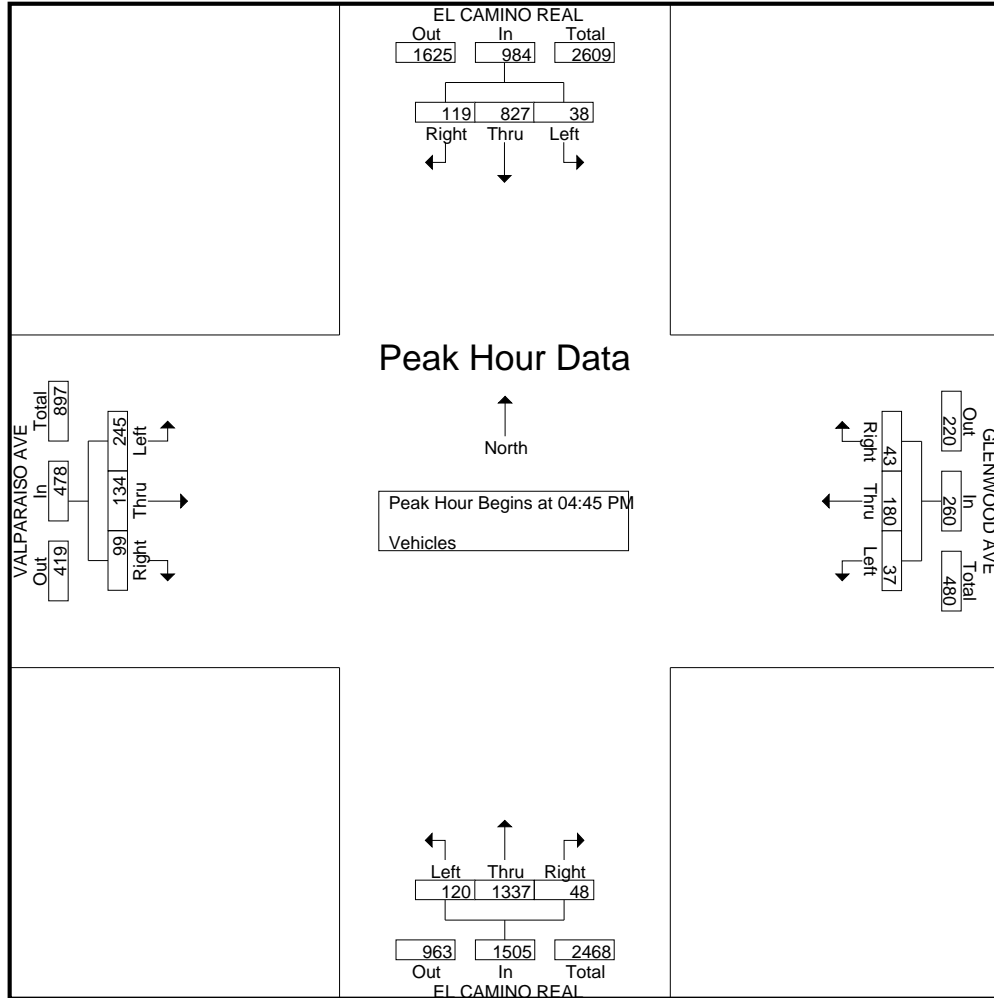 EL CAMINO REAL
Out In Total
1625 984 2609
119 827 38
Right Thru Left
Peak Hour Data
North
Peak Hour Begins at 04:45 PM
Vehicles
VALPARAISO AVE
Total In Out
897 478 419
245 134 99
Left Thru Right
GLENWOOD AVE
Out In Total
220 260 480
43 180 37
Right Thru Left
Left Thru Right
120 1337 48
963 1505 2468
Out In Total
EL CAMINO REAL